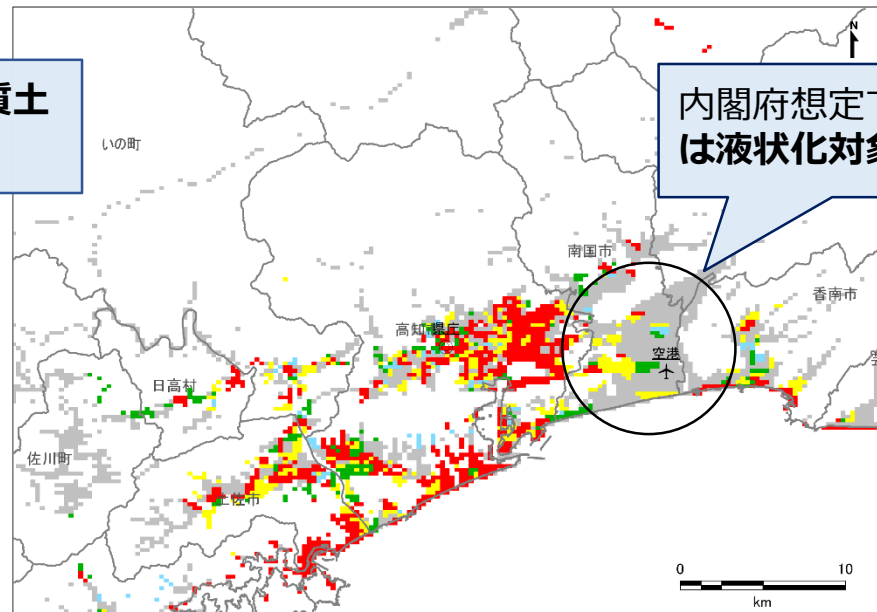 質土
内閣府想定で
は液状化対象
N
いの町
南国市
香南市
高知市
県庁
空港
日高村
佐川町
土佐市
0 10
km